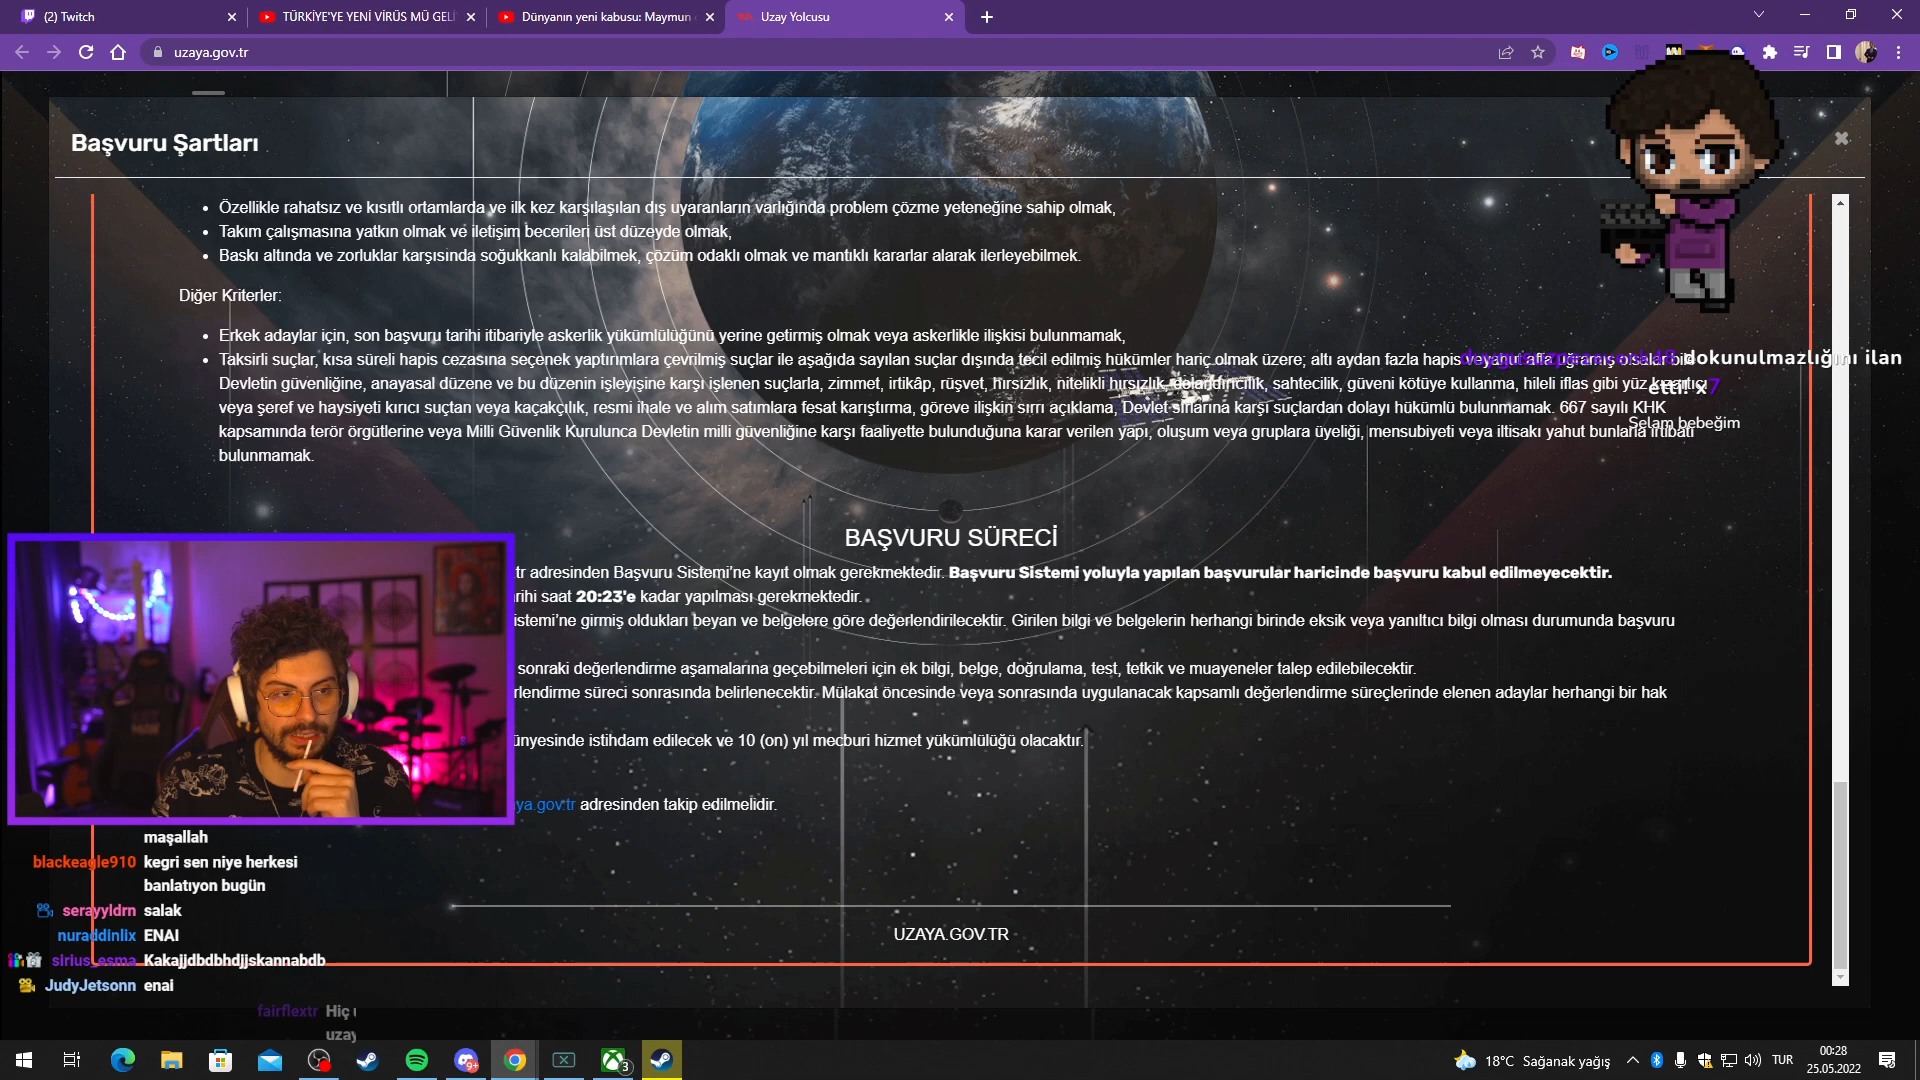 (2) Twitch
TÜRKİYE'YE YENİ VİRÜS MÜ GELİ
Dünyanın yeni kabusu: Maymun
Uzay Yolcusu
uzaya.gov.tr
Başvuru Şartları
• Özellikle rahatsız ve kısıtlı ortamlarda ve ilk kez karşılaşılan dış uyaranların varlığında problem çözme yeteneğine sahip olmak,
• Takım çalışmasına yatkın olmak ve iletişim becerileri üst düzeyde olmak,
• Baskı altında ve zorluklar karşısında soğukkanlı kalabilmek, çözüm odaklı olmak ve mantıklı kararlar alarak ilerleyebilmek.
Diğer Kriterler:
• Erkek adaylar için, son başvuru tarihi itibariyle askerlik yükümlülüğünü yerine getirmiş olmak veya askerlikle ilişkisi bulunmamak,
• Taksirli suçlar, kısa süreli hapis cezasına seçenek yaptırımlara çevrilmiş suçlar ile aşağıda sayılan suçlar dışında tecil edilmiş hükümler hariç olmak üzere; altı aydan fazla hapis veyahut affa uğramış olsalar bile
Devletin güvenliğine, anayasal düzene ve bu düzenin işleyişine karşı işlenen suçlarla, zimmet, irtikâp, rüşvet, hırsızlık, nitelikli hırsızlık, dolandırıcılık, sahtecilik, güveni kötüye kullanma, hileli iflas gibi yüz kızartıcı
veya şeref ve haysiyeti kırıcı suçtan veya kaçakçılık, resmi ihale ve alım satımlara fesat karıştırma, göreve ilişkin sırrı açıklama, Devlet sırlarına karşı suçlardan dolayı hükümlü bulunmamak. 667 sayılı KHK
kapsamında terör örgütlerine veya Milli Güvenlik Kurulunca Devletin milli güvenliğine karşı faaliyette bulunduğuna karar verilen yapı, oluşum veya gruplara üyeliği, mensubiyeti veya iltisakı yahut bunlarla irtibatı
bulunmamak.
dokunulmazlığını ilan
etti! x7
Selam bebeğim
BAŞVURU SÜRECİ
tr adresinden Başvuru Sistemi'ne kayıt olmak gerekmektedir. Başvuru Sistemi yoluyla yapılan başvurular haricinde başvuru kabul edilmeyecektir.
rihi saat 20:23'e kadar yapılması gerekmektedir.
istemi'ne girmiş oldukları beyan ve belgelere göre değerlendirilecektir. Girilen bilgi ve belgelerin herhangi birinde eksik veya yanıltıcı bilgi olması durumunda başvuru
sonraki değerlendirme aşamalarına geçebilmeleri için ek bilgi, belge, doğrulama, test, tetkik ve muayeneler talep edilebilecektir.
rlendirme süreci sonrasında belirlenecektir. Mülakat öncesinde veya sonrasında uygulanacak kapsamlı değerlendirme süreçlerinde elenen adaylar herhangi bir hak
ünyesinde istihdam edilecek ve 10 (on) yıl mecburi hizmet yükümlülüğü olacaktır.
ya.gov.tr adresinden takip edilmelidir.
UZAYA.GOV.TR
maşallah
blackeagle910 kegri sen niye herkesi
banlatıyon bugün
serayyldrn salak
nuraddinlix ENAI
sirius_esma Kakajjdbdbhdjjskannabdb
JudyJetsonn enai
fairflextr Hiç
uzay
9+
3
18°C Sağanak yağış
TUR
00:28
25.05.2022